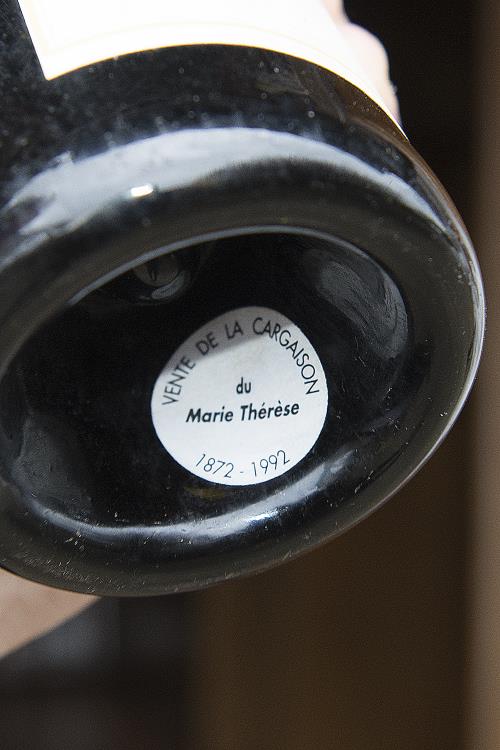 VENTE DE LA CARGAISON
du
Marie Thérèse
1872 - 1992